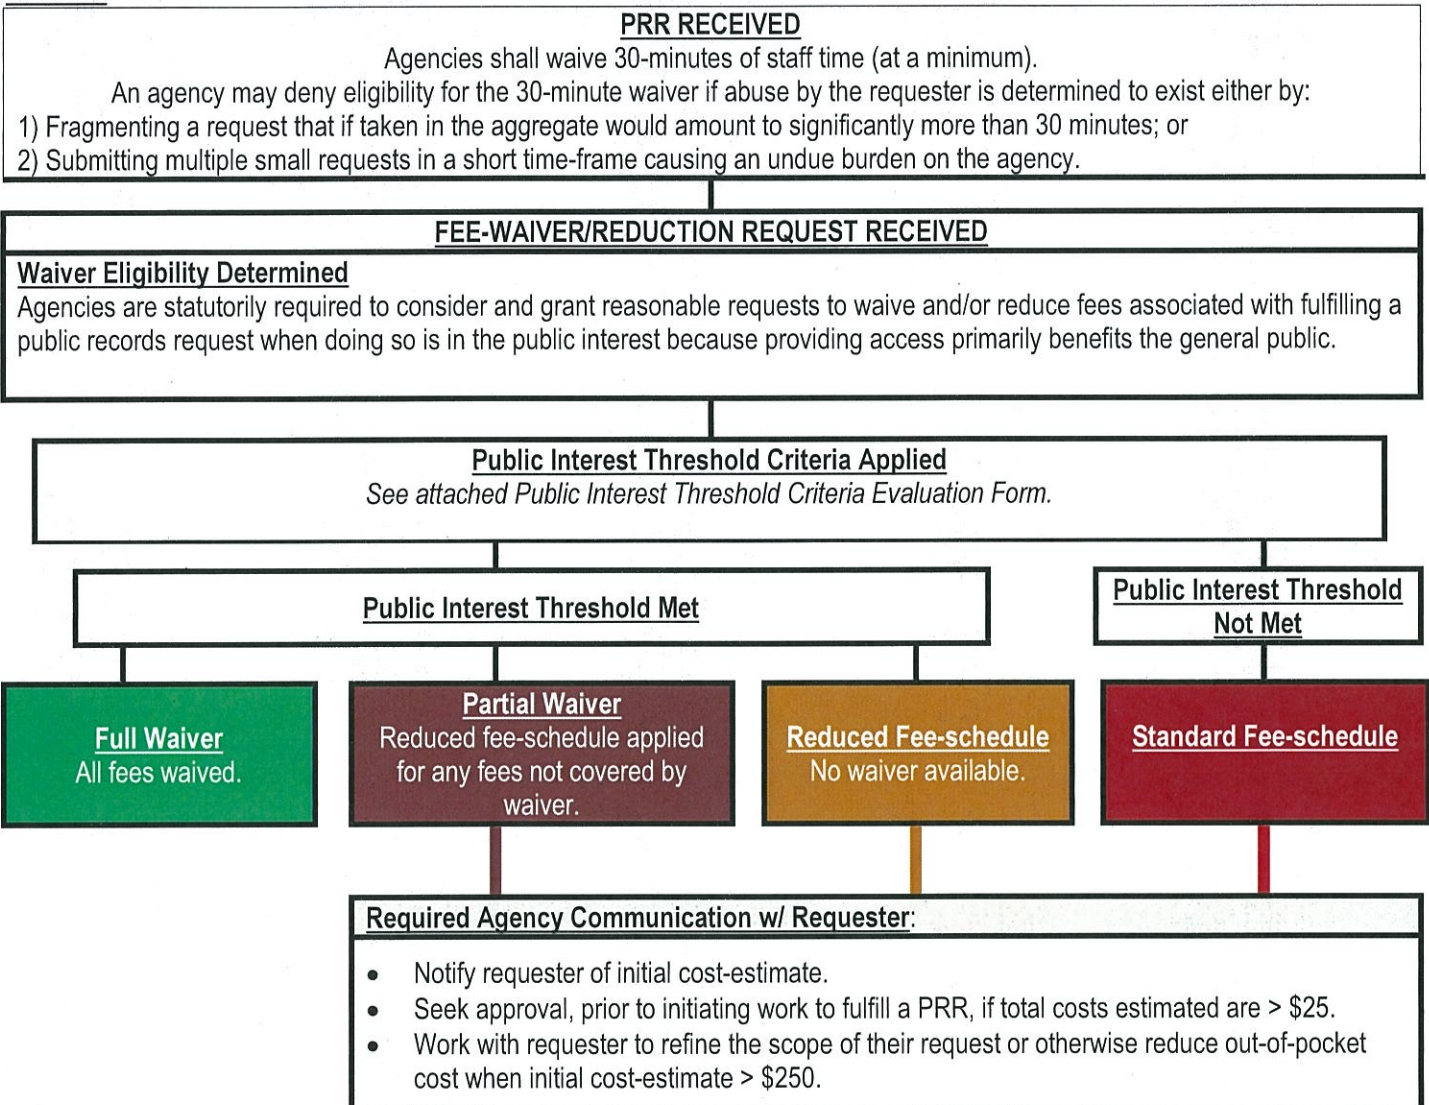 PRR RECEIVED
Agencies shall waive 30-minutes of staff time (at a minimum).
An agency may deny eligibility for the 30-minute waiver if abuse by the requester is determined to exist either by:
1) Fragmenting a request that if taken in the aggregate would amount to significantly more than 30 minutes; or
2) Submitting multiple small requests in a short time-frame causing an undue burden on the agency.
FEE-WAIVER/REDUCTION REQUEST RECEIVED
Waiver Eligibility Determined
Agencies are statutorily required to consider and grant reasonable requests to waive and/or reduce fees associated with fulfilling a
public records request when doing so is in the public interest because providing access primarily benefits the general public.
Public Interest Threshold Criteria Applied
See attached Public Interest Threshold Criteria Evaluation Form.
Public Interest Threshold Met
Public Interest Threshold
Not Met
Full Waiver
All fees waived.
Partial Waiver
Reduced fee-schedule applied
for any fees not covered by
waiver.
Reduced Fee-schedule
No waiver available.
Standard Fee-schedule
Required Agency Communication w/ Requester:
• Notify requester of initial cost-estimate.
• Seek approval, prior to initiating work to fulfill a PRR, if total costs estimated are > $25.
• Work with requester to refine the scope of their request or otherwise reduce out-of-pocket
cost when initial cost-estimate > $250.